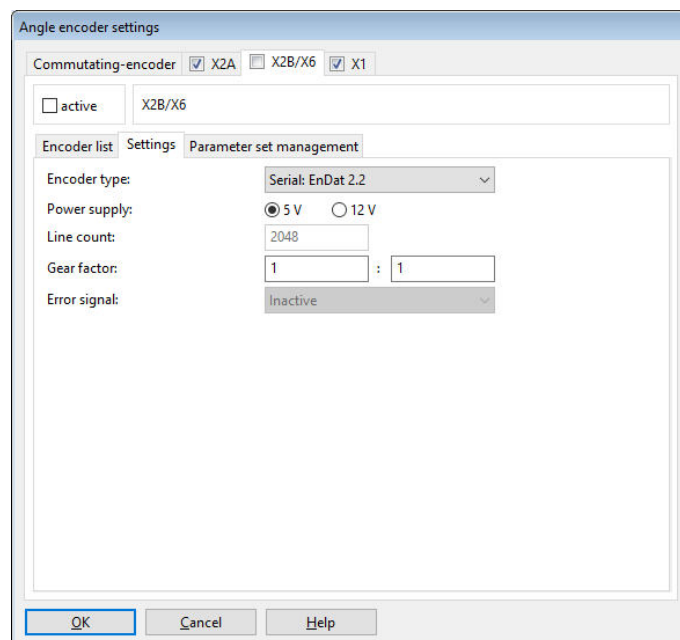 Angle encoder settings
Commutating-encoder X2A X2B/X6 X1
active X2B/X6
Encoder list Settings Parameter set management
Encoder type: Serial: EnDat 2.2
Power supply: 5 V 12 V
Line count: 2048
Gear factor: 1 : 1
Error signal: Inactive
OK Cancel Help